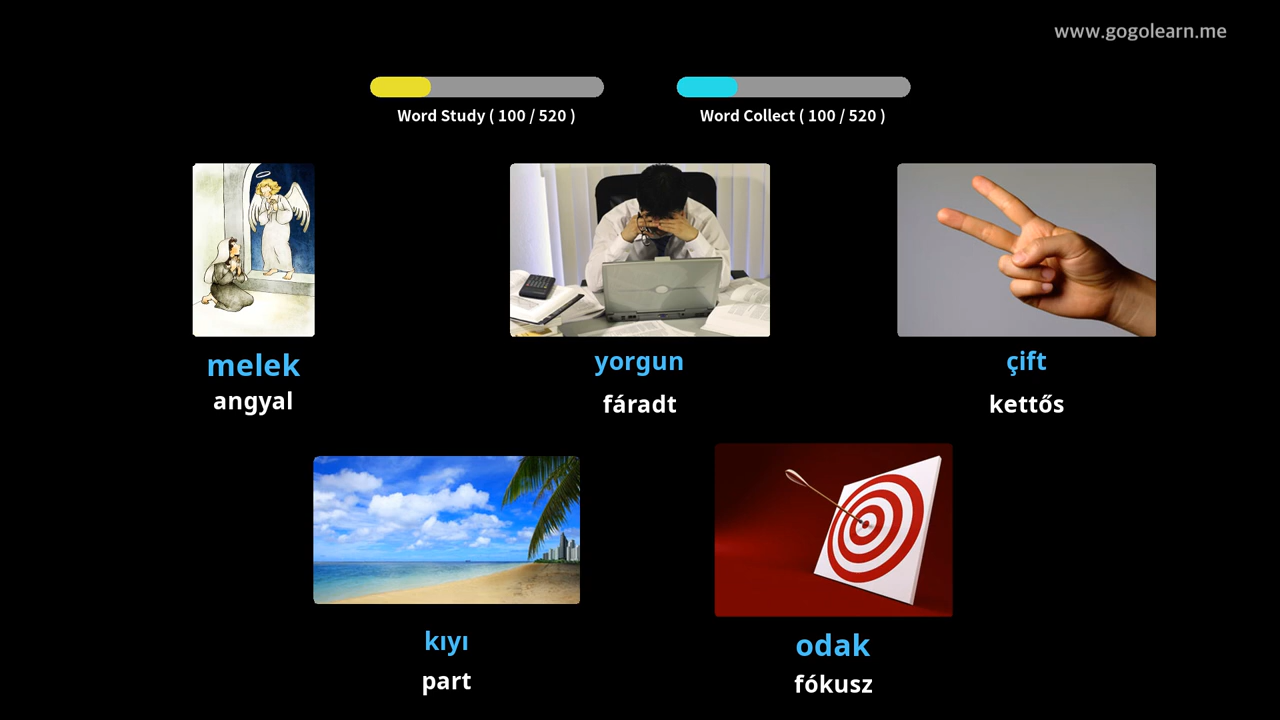 www.gogolearn.me
Word Study ( 100 / 520 )
Word Collect ( 100 / 520 )
melek
angyal
yorgun
fáradt
çift
kettős
kıyı
part
odak
fókusz